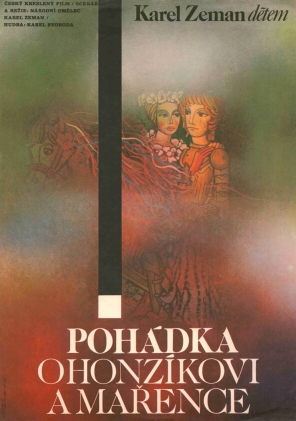 ČESKÝ KRESLENÝ FILM / SCÉNÁŘ
A REŽIE: NÁRODNÍ UMĚLEC
KAREL ZEMAN /
HUDBA: KAREL SVOBODA
Karel Zeman dětem
POHÁDKA
O HONZÍKOVI
A MAŘENCE